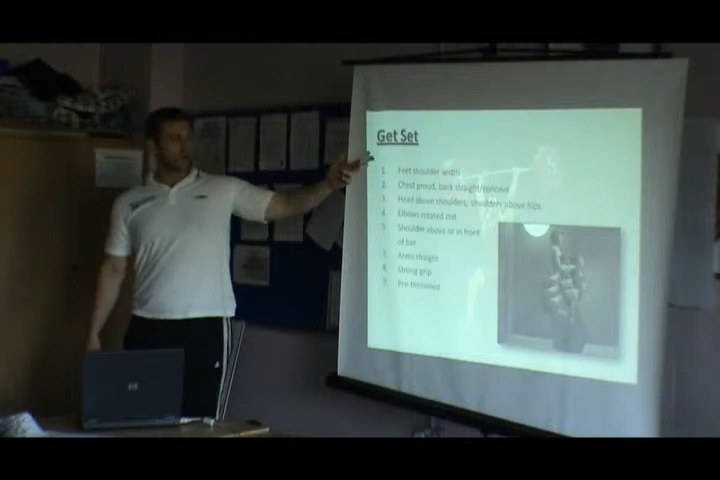 Get Set
1. Feet shoulder width
2. Chest proud, back straight/concave
3. Head above shoulders, shoulders above hips
4. Elbows rotated out
5. Shoulder above or in front
of bar
7. Arms straight
8. Strong grip
9. Pre-tensioned
hp